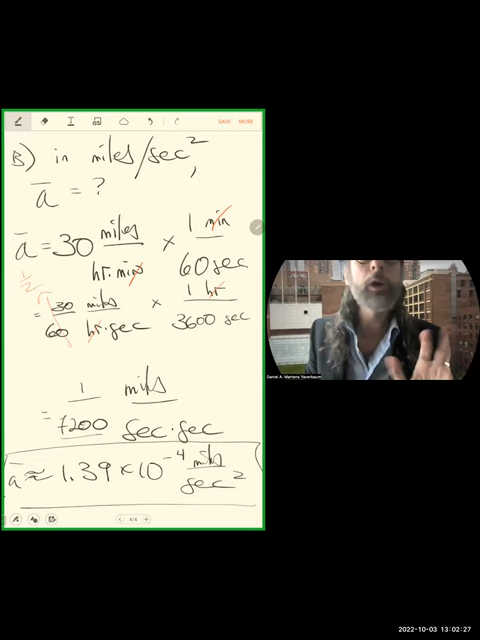 SAVE MORE
B) in miles/sec²,
a̅ = ?
a̅ = 30 miles/hr·min × 1 min/60 sec
1/2
= 30/60 miles/hr·sec × 1 hr/3600 sec
= 1/7200 miles/sec·sec
a̅ ≈ 1.39 × 10⁻⁴ miles/sec²
4/4
Daniel A. Martens Yaverbaum
2022-10-03 13:02:27